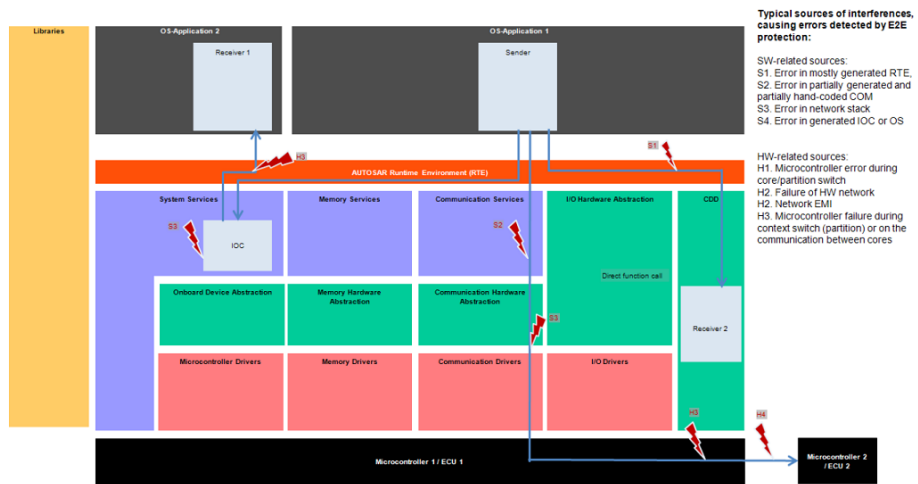 Libraries
OS-Application 2
OS-Application 1
Receiver 1
Sender
H3
S1
AUTOSAR Runtime Environment (RTE)
System Services
Memory Services
Communication Services
I/O Hardware Abstraction
CDD
S3
IOC
S2
Direct function call
Onboard Device Abstraction
Memory Hardware
Abstraction
Communication Hardware
Abstraction
S3
Receiver 2
Microcontroller Drivers
Memory Drivers
Communication Drivers
I/O Drivers
H3
H4
Microcontroller 1 / ECU 1
Microcontroller 2
/ ECU 2
Typical sources of interferences,
causing errors detected by E2E
protection:
SW-related sources:
S1. Error in mostly generated RTE,
S2. Error in partially generated and
partially hand-coded COM
S3. Error in network stack
S4. Error in generated IOC or OS
HW-related sources:
H1. Microcontroller error during
core/partition switch
H2. Failure of HW network
H2. Network EMI
H3. Microcontroller failure during
context switch (partition) or on the
communication between cores